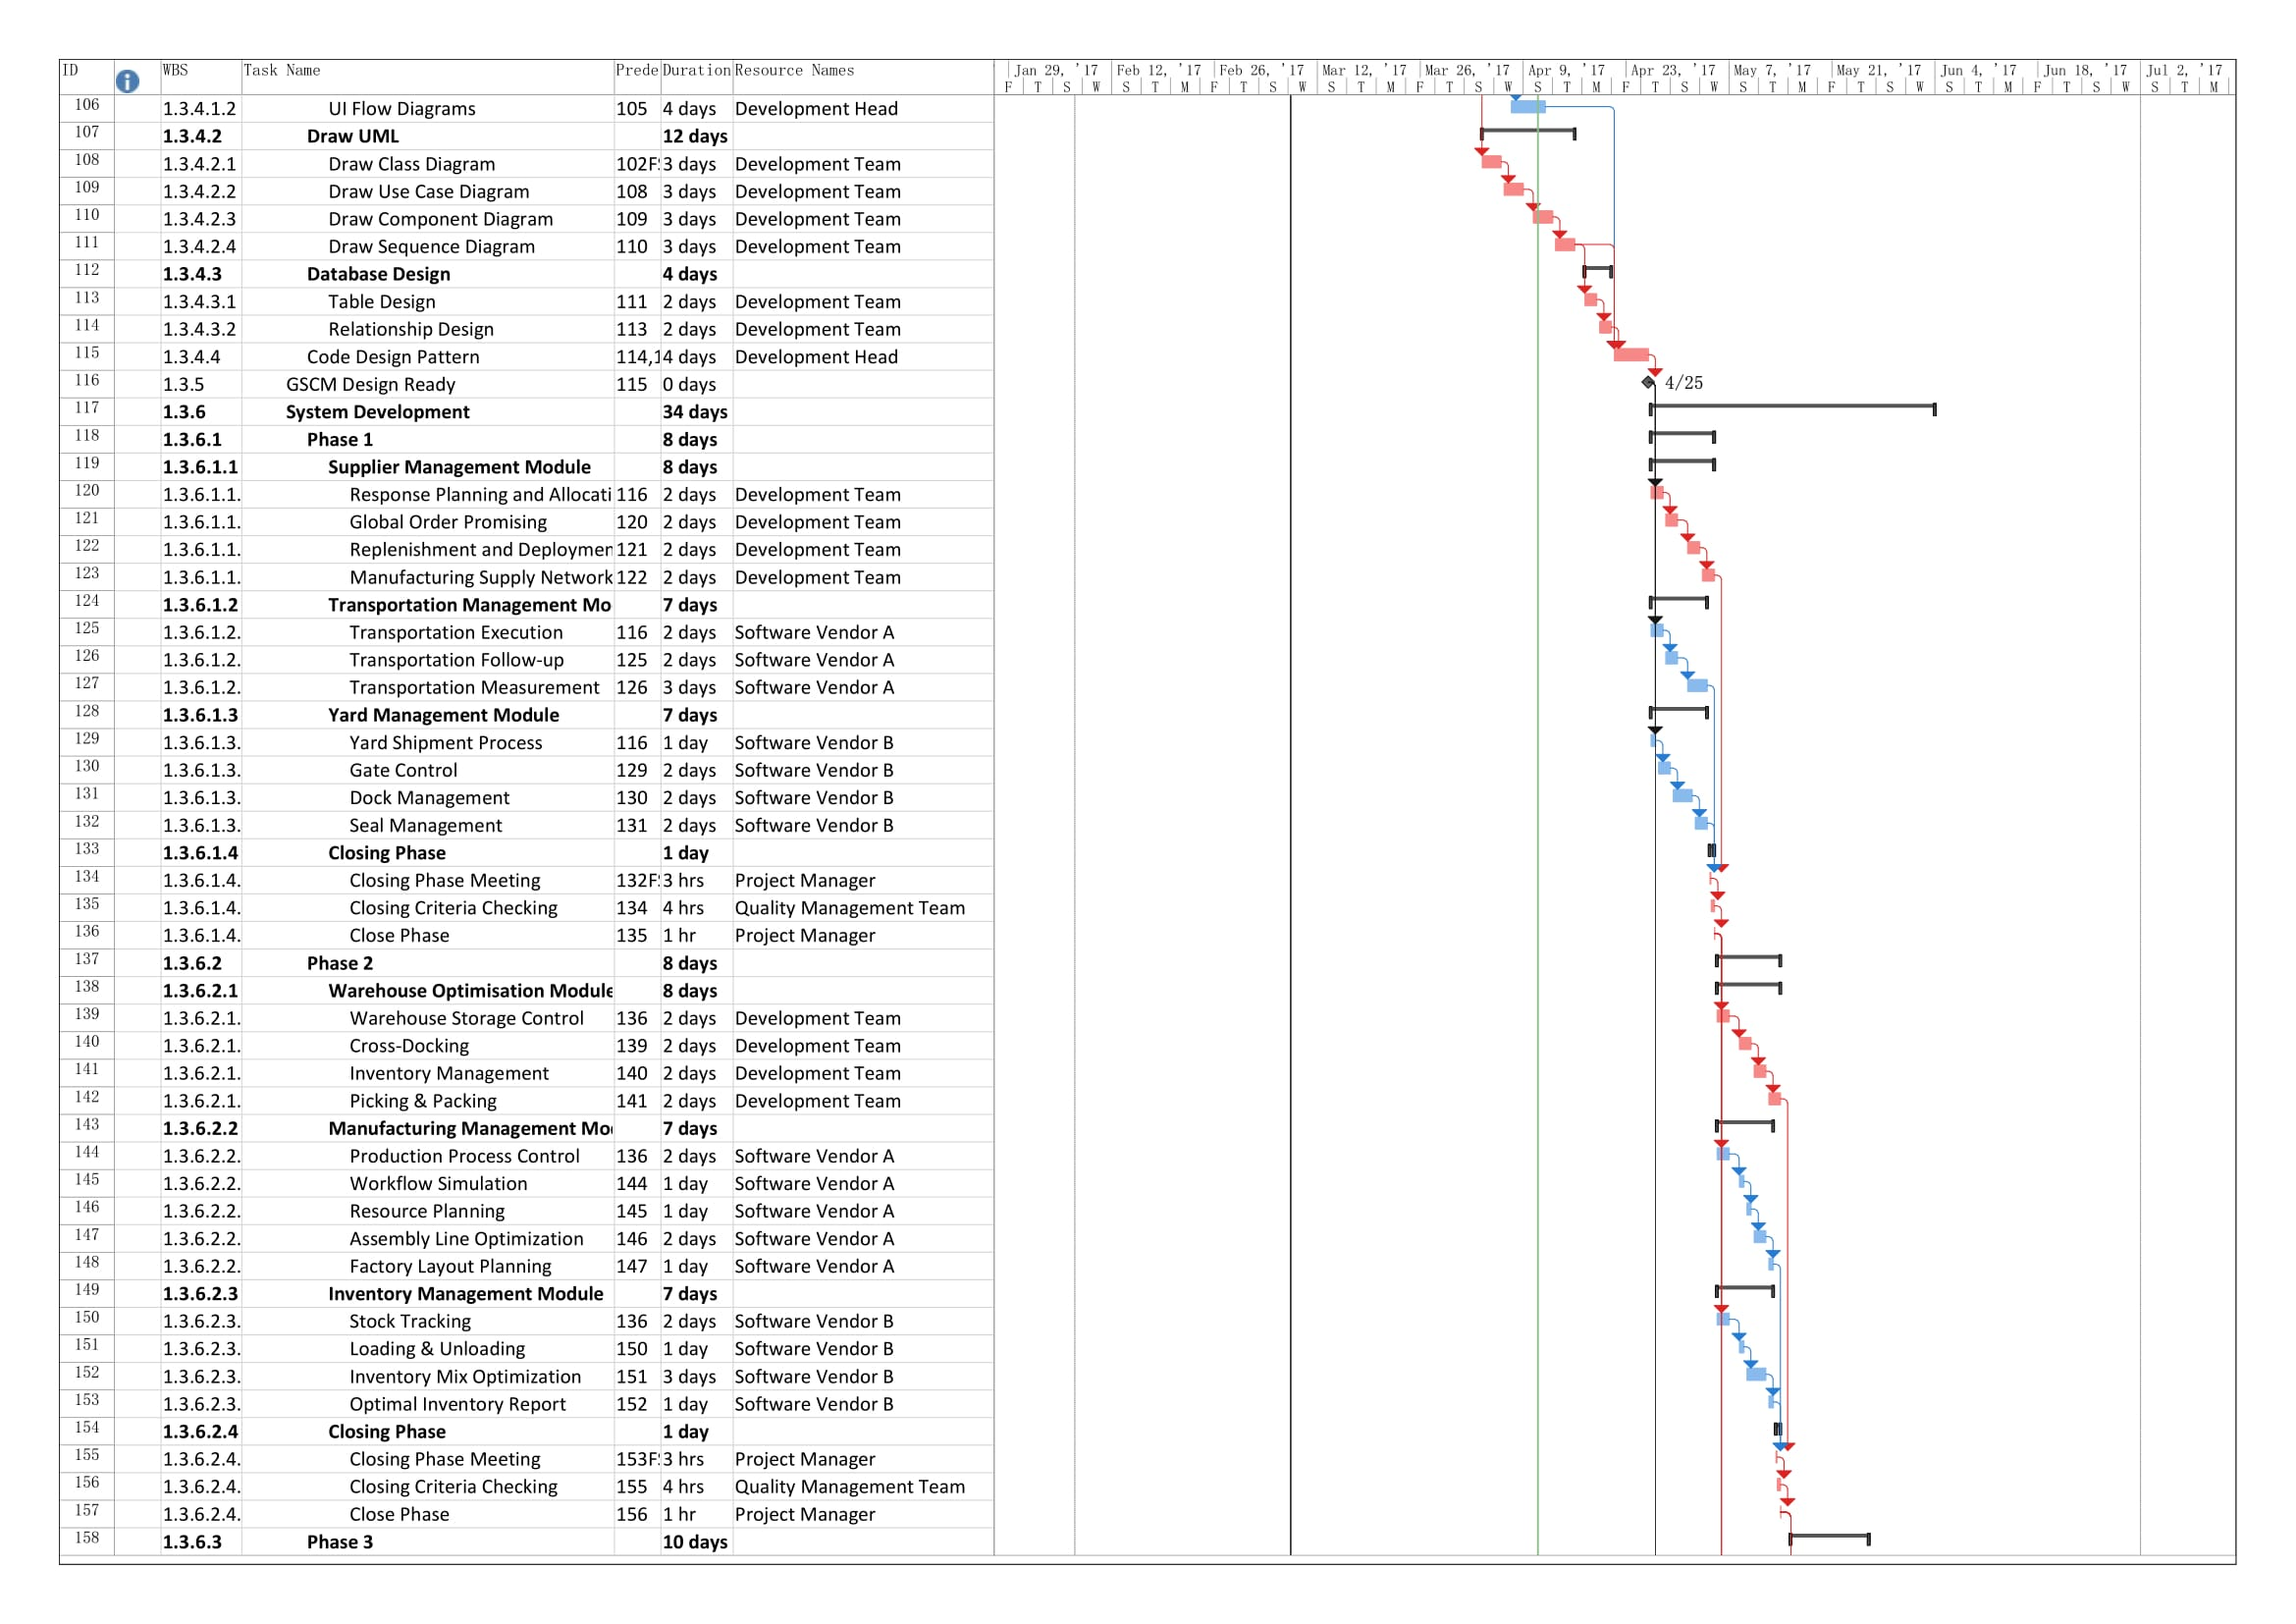 ID WBS Task Name Prede Duration Resource Names Jan 29, '17 Feb 12, '17 Feb 26, '17 Mar 12, '17 Mar 26, '17 Apr 9, '17 Apr 23, '17 May 7, '17 May 21, '17 Jun 4, '17 Jun 18, '17 Jul 2, '17
F T S W S T M F T S W S T M F T S W S T M F T S W S T M F T S W S T M F T S W S T M
106 1.3.4.1.2 UI Flow Diagrams 105 4 days Development Head
107 1.3.4.2 Draw UML 12 days
108 1.3.4.2.1 Draw Class Diagram 102F 3 days Development Team
109 1.3.4.2.2 Draw Use Case Diagram 108 3 days Development Team
110 1.3.4.2.3 Draw Component Diagram 109 3 days Development Team
111 1.3.4.2.4 Draw Sequence Diagram 110 3 days Development Team
112 1.3.4.3 Database Design 4 days
113 1.3.4.3.1 Table Design 111 2 days Development Team
114 1.3.4.3.2 Relationship Design 113 2 days Development Team
115 1.3.4.4 Code Design Pattern 114,1 4 days Development Head
116 1.3.5 GSCM Design Ready 115 0 days 4/25
117 1.3.6 System Development 34 days
118 1.3.6.1 Phase 1 8 days
119 1.3.6.1.1 Supplier Management Module 8 days
120 1.3.6.1.1. Response Planning and Allocati 116 2 days Development Team
121 1.3.6.1.1. Global Order Promising 120 2 days Development Team
122 1.3.6.1.1. Replenishment and Deploymen 121 2 days Development Team
123 1.3.6.1.1. Manufacturing Supply Network 122 2 days Development Team
124 1.3.6.1.2 Transportation Management Mo 7 days
125 1.3.6.1.2. Transportation Execution 116 2 days Software Vendor A
126 1.3.6.1.2. Transportation Follow-up 125 2 days Software Vendor A
127 1.3.6.1.2. Transportation Measurement 126 3 days Software Vendor A
128 1.3.6.1.3 Yard Management Module 7 days
129 1.3.6.1.3. Yard Shipment Process 116 1 day Software Vendor B
130 1.3.6.1.3. Gate Control 129 2 days Software Vendor B
131 1.3.6.1.3. Dock Management 130 2 days Software Vendor B
132 1.3.6.1.3. Seal Management 131 2 days Software Vendor B
133 1.3.6.1.4 Closing Phase 1 day
134 1.3.6.1.4. Closing Phase Meeting 132F 3 hrs Project Manager
135 1.3.6.1.4. Closing Criteria Checking 134 4 hrs Quality Management Team
136 1.3.6.1.4. Close Phase 135 1 hr Project Manager
137 1.3.6.2 Phase 2 8 days
138 1.3.6.2.1 Warehouse Optimisation Module 8 days
139 1.3.6.2.1. Warehouse Storage Control 136 2 days Development Team
140 1.3.6.2.1. Cross-Docking 139 2 days Development Team
141 1.3.6.2.1. Inventory Management 140 2 days Development Team
142 1.3.6.2.1. Picking & Packing 141 2 days Development Team
143 1.3.6.2.2 Manufacturing Management Mo 7 days
144 1.3.6.2.2. Production Process Control 136 2 days Software Vendor A
145 1.3.6.2.2. Workflow Simulation 144 1 day Software Vendor A
146 1.3.6.2.2. Resource Planning 145 1 day Software Vendor A
147 1.3.6.2.2. Assembly Line Optimization 146 2 days Software Vendor A
148 1.3.6.2.2. Factory Layout Planning 147 1 day Software Vendor A
149 1.3.6.2.3 Inventory Management Module 7 days
150 1.3.6.2.3. Stock Tracking 136 2 days Software Vendor B
151 1.3.6.2.3. Loading & Unloading 150 1 day Software Vendor B
152 1.3.6.2.3. Inventory Mix Optimization 151 3 days Software Vendor B
153 1.3.6.2.3. Optimal Inventory Report 152 1 day Software Vendor B
154 1.3.6.2.4 Closing Phase 1 day
155 1.3.6.2.4. Closing Phase Meeting 153F 3 hrs Project Manager
156 1.3.6.2.4. Closing Criteria Checking 155 4 hrs Quality Management Team
157 1.3.6.2.4. Close Phase 156 1 hr Project Manager
158 1.3.6.3 Phase 3 10 days